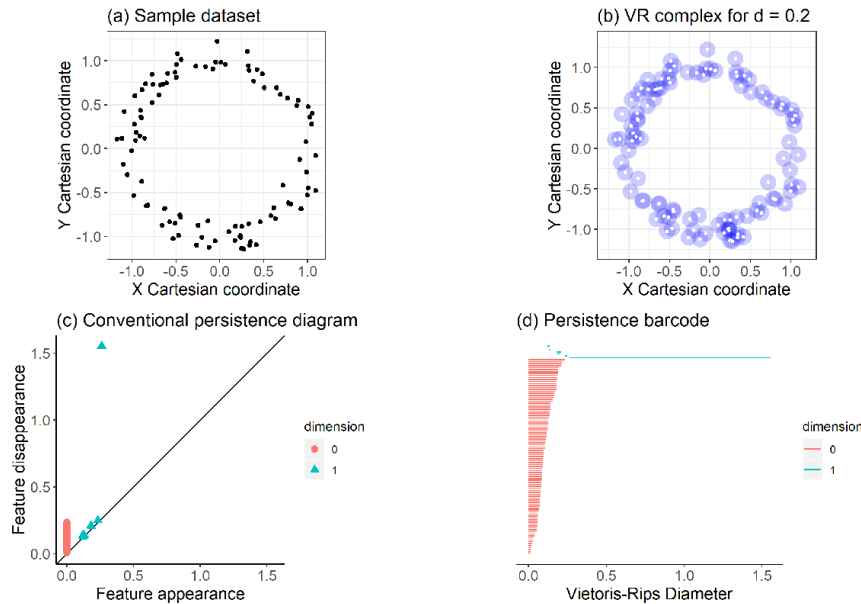 (a) Sample dataset
1.0
0.5
0.0
-0.5
-1.0
Y Cartesian coordinate
-1.0 -0.5 0.0 0.5 1.0
X Cartesian coordinate
(b) VR complex for d = 0.2
1.0
0.5
0.0
-0.5
-1.0
Y Cartesian coordinate
-1.0 -0.5 0.0 0.5 1.0
X Cartesian coordinate
(c) Conventional persistence diagram
1.5
1.0
0.5
0.0
Feature disappearance
0.0 0.5 1.0 1.5
Feature appearance
dimension
0
1
(d) Persistence barcode
0.0 0.5 1.0 1.5
Vietoris-Rips Diameter
dimension
0
1